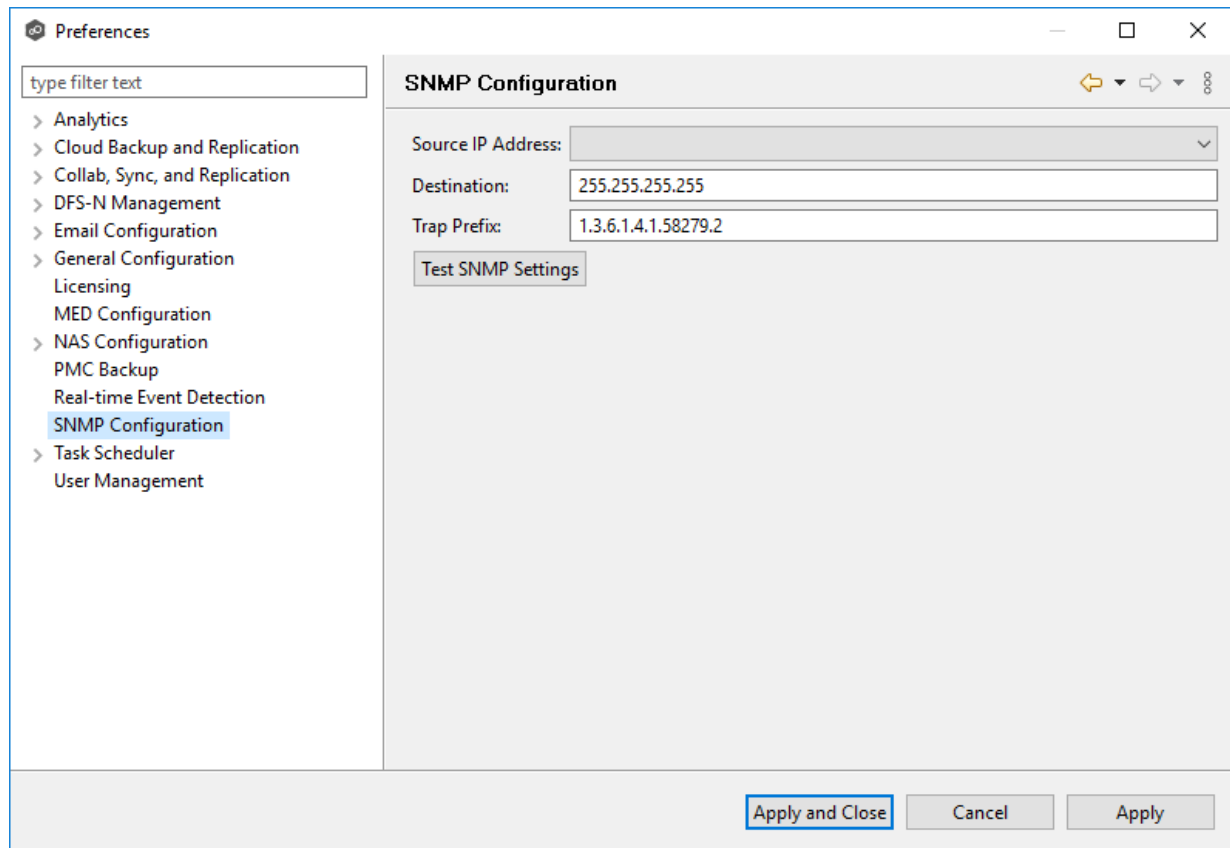 Preferences
type filter text
Analytics
Cloud Backup and Replication
Collab, Sync, and Replication
DFS-N Management
Email Configuration
General Configuration
Licensing
MED Configuration
NAS Configuration
PMC Backup
Real-time Event Detection
SNMP Configuration
Task Scheduler
User Management
SNMP Configuration
Source IP Address:
Destination: 255.255.255.255
Trap Prefix: 1.3.6.1.4.1.58279.2
Test SNMP Settings
Apply and Close Cancel Apply